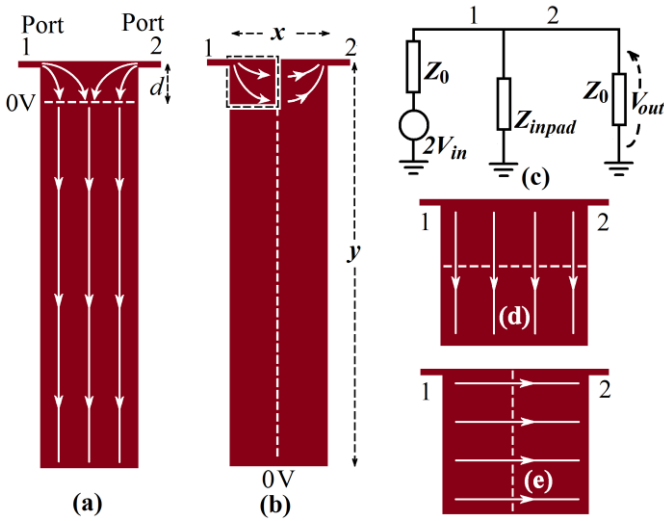 Port Port
1 2
d
0V
(a)
x
1 2
y
0V
(b)
1 2
Z0
Zinpad
Z0
Vout
2Vin
(c)
1 2
(d)
1 2
(e)